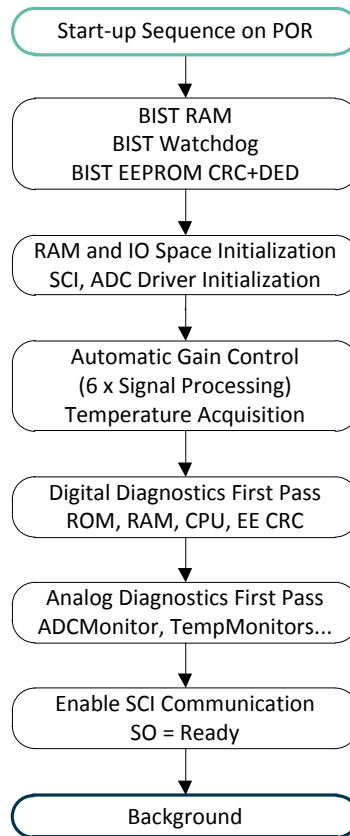 Start-up Sequence on POR
BIST RAM
BIST Watchdog
BIST EEPROM CRC+DED
RAM and IO Space Initialization
SCI, ADC Driver Initialization
Automatic Gain Control
(6 x Signal Processing)
Temperature Acquisition
Digital Diagnostics First Pass
ROM, RAM, CPU, EE CRC
Analog Diagnostics First Pass
ADCMonitor, TempMonitors...
Enable SCI Communication
SO = Ready
Background